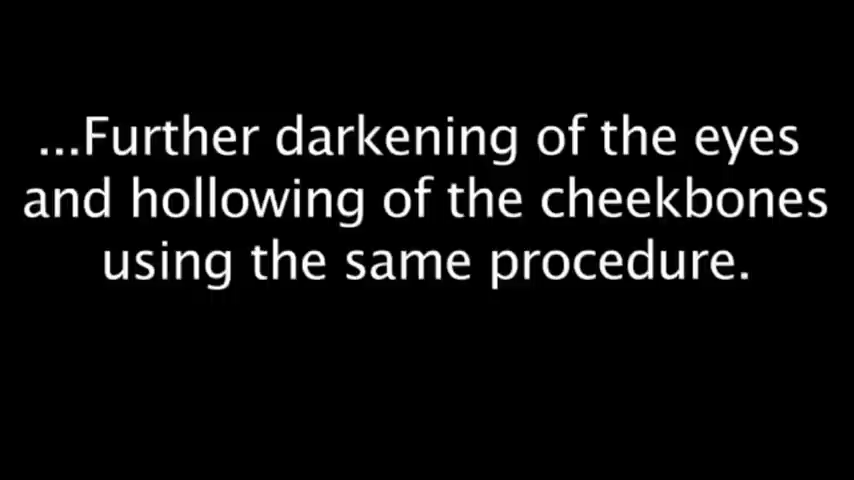 ...Further darkening of the eyes
and hollowing of the cheekbones
using the same procedure.